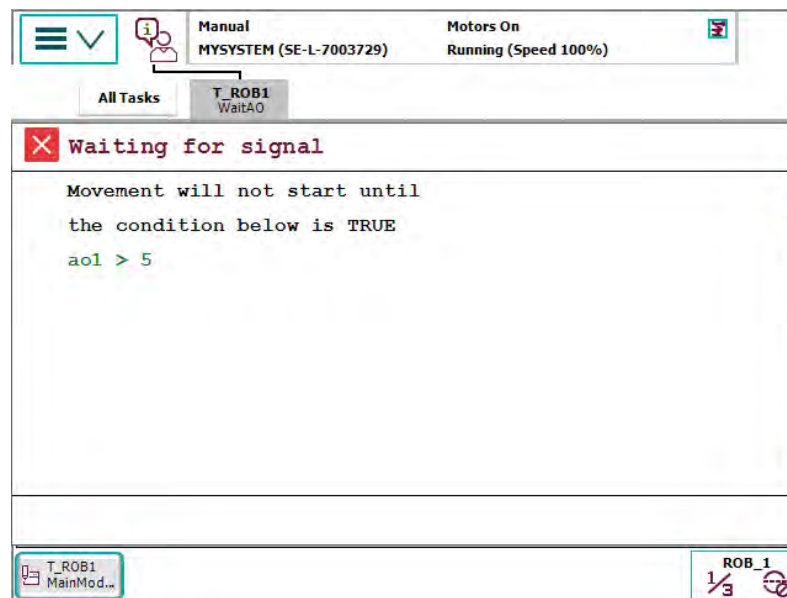 Manual
Motors On
MYSYSTEM (SE-L-7003729)
Running (Speed 100%)
All Tasks
T_ROB1
WaitAO
Waiting for signal
Movement will not start until
the condition below is TRUE
ao1 > 5
T_ROB1
MainMod...
ROB_1
1/3